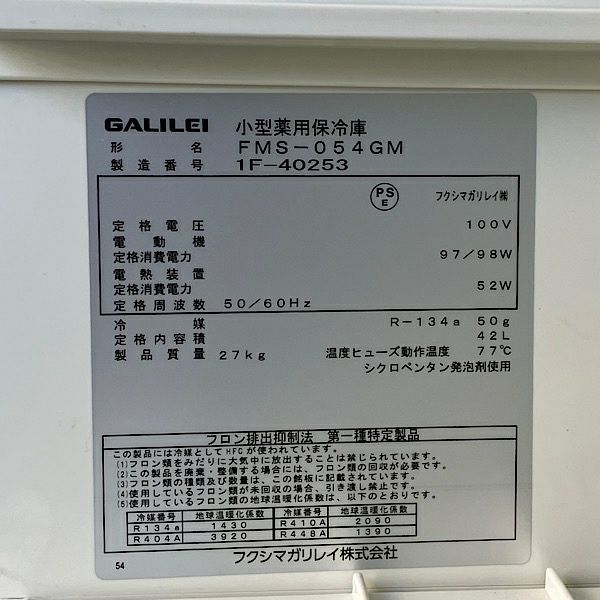 GALILEI 小型薬用保冷庫
形名 FMS-054GM
製造番号 1F-40253
PSE フクシマガリレイ㈱
定格電圧 100V
電動機
定格消費電力 97/98W
電熱装置
定格消費電力 52W
定格周波数 50/60Hz
冷媒 R-134a 50g
定格内容積 42L
製品質量 27kg 温度ヒューズ動作温度 77℃
シクロペンタン発泡剤使用
フロン排出抑制法 第一種特定製品
この製品には冷媒としてHFCが使われています。
(1)フロン類をみだりに大気中に放出することは禁じられています。
(2)この製品を廃棄・整備する場合には、フロン類の回収が必要です。
(3)フロン類の種類及び数量は、この銘板に記載されています。
(4)使用しているフロン類が未回収の場合、引き渡し禁止です。
(5)使用しているフロン類の地球温暖化係数は、以下のとおりです。
冷媒番号 地球温暖化係数 冷媒番号 地球温暖化係数
R134a 1430 R410A 2090
R404A 3920 R448A 1390
フクシマガリレイ株式会社
54